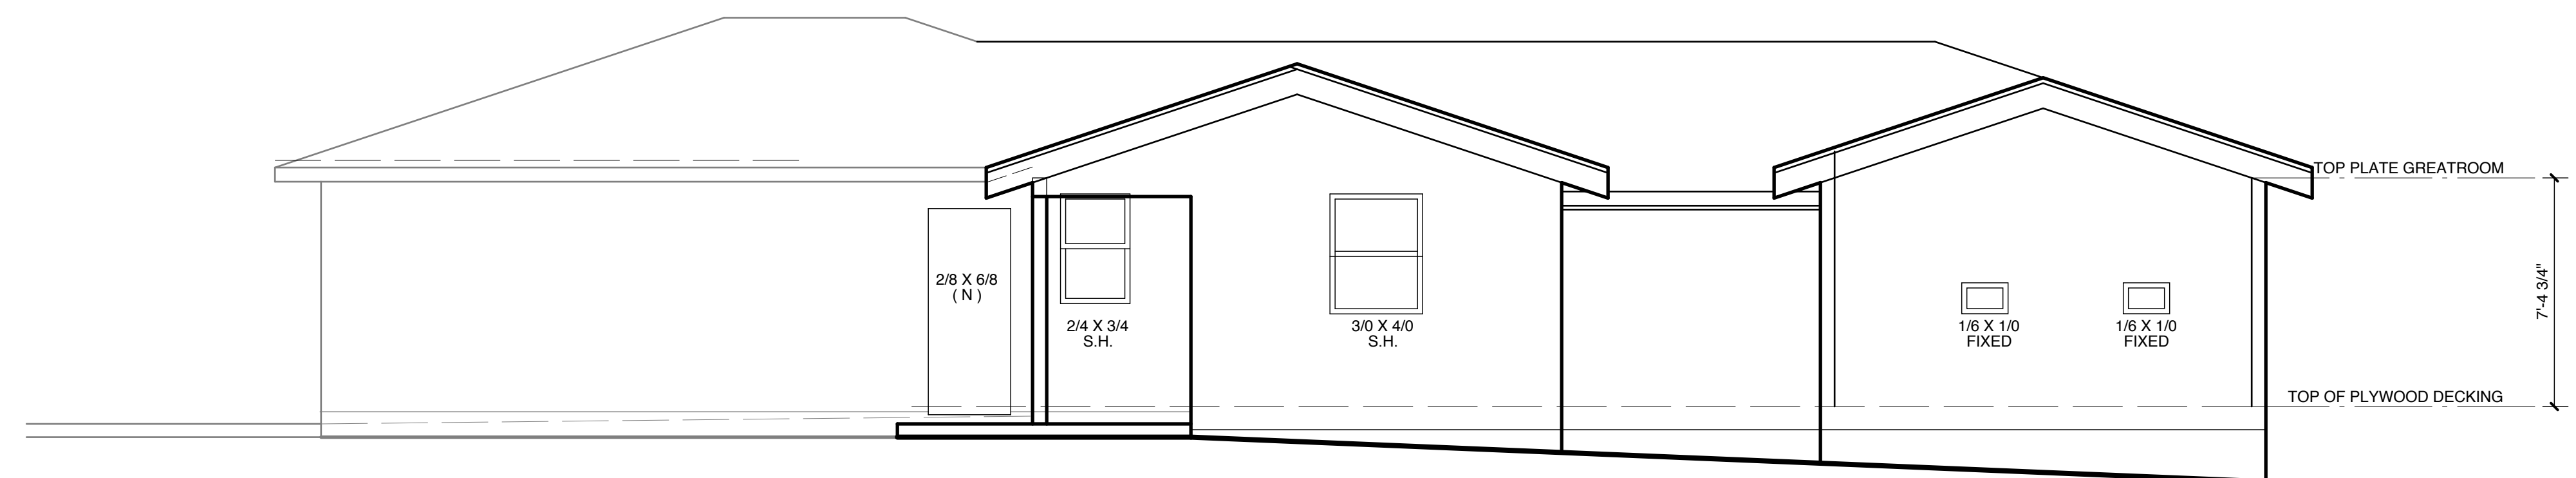 TOP PLATE GREATROOM
2/8 X 6/8
( N )
7'-4 3/4"
2/4 X 3/4
S.H.
3/0 X 4/0
S.H.
1/6 X 1/0
FIXED
1/6 X 1/0
FIXED
TOP OF PLYWOOD DECKING